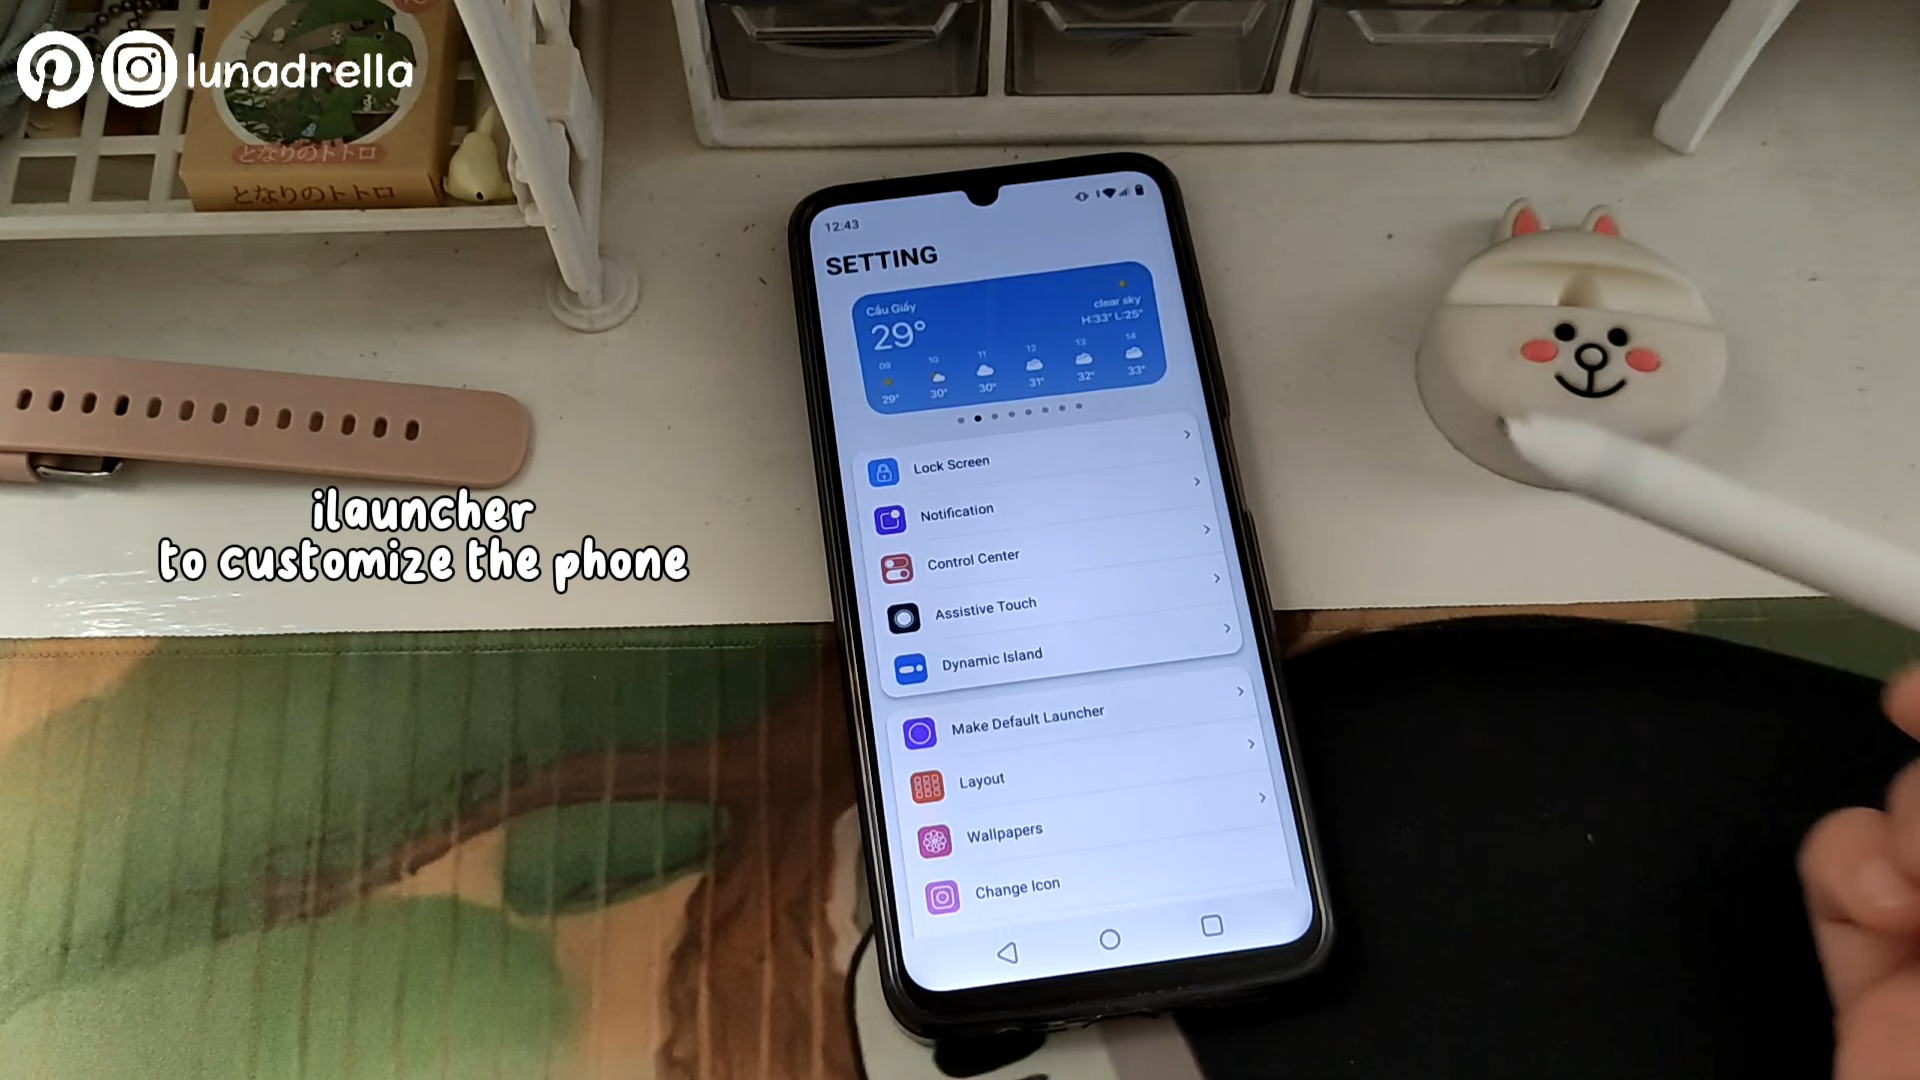 lunadrella
となりのトトロ
となりのトトロ
ilauncher
to customize the phone
12:43
SETTING
Cầu Giấy
29°
clear sky
H:33° L:25°
09 10 11 12 13 14
29° 30° 30° 31° 32° 33°
Lock Screen
Notification
Control Center
Assistive Touch
Dynamic Island
Make Default Launcher
Layout
Wallpapers
Change Icon